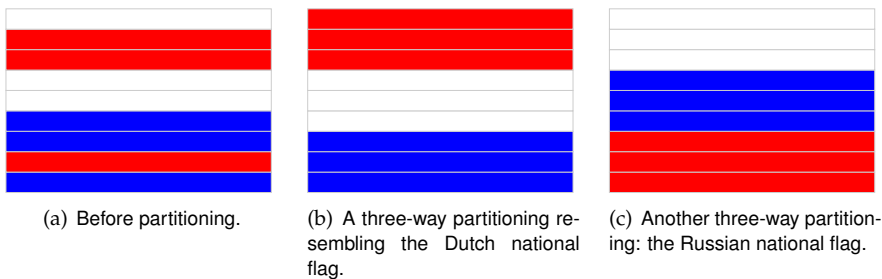 (a) Before partitioning.
(b) A three-way partitioning re-
sembling the Dutch national
flag.
(c) Another three-way partition-
ing: the Russian national flag.